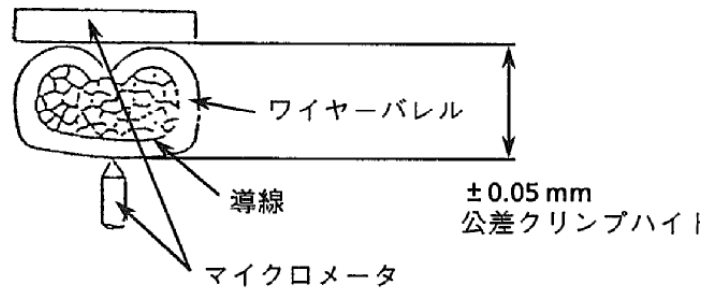 ワイヤーバレル
導線
±0.05 mm
公差クリンプハイト
マイクロメータ